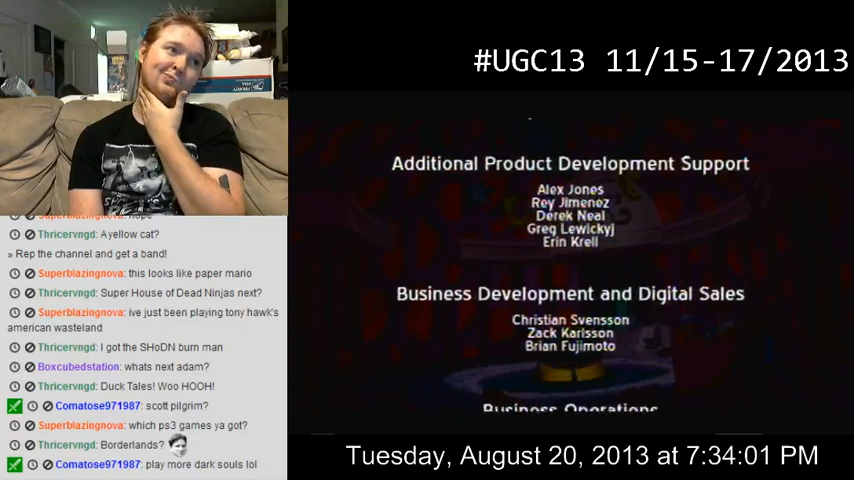 #UGC13 11/15-17/2013
Additional Product Development Support
Alex Jones
Rey Jimenez
Derek Neal
Greg Lewickyj
Erin Krell
Business Development and Digital Sales
Christian Svensson
Zack Karlsson
Brian Fujimoto
Business Operations
Superblazingnova: nope
Thricervngd: Ayellow cat?
» Rep the channel and get a band!
Superblazingnova: this looks like paper mario
Thricervngd: Super House of Dead Ninjas next?
Superblazingnova: ive just been playing tony hawk's
american wasteland
Thricervngd: I got the SHoDN burn man
Boxcubedstation: whats next adam?
Thricervngd: Duck Tales! Woo HOOH!
Comatose971987: scott pilgrim?
Superblazingnova: which ps3 games ya got?
Thricervngd: Borderlands?
Comatose971987: play more dark souls lol
Tuesday, August 20, 2013 at 7:34:01 PM